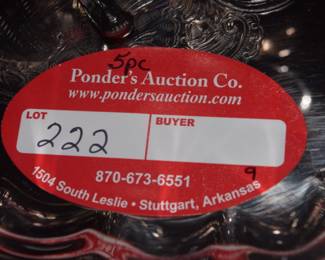 5pc
Ponder's Auction Co.
www.pondersauction.com
LOT BUYER
222
870-673-6551
9
1504 South Leslie • Stuttgart, Arkansas